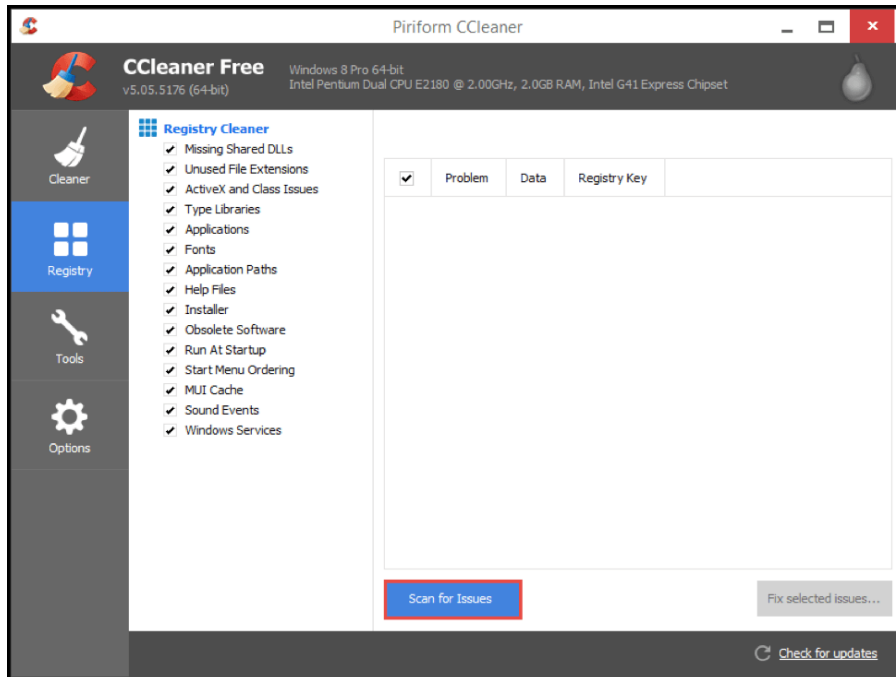 Piriform CCleaner
CCleaner Free
v5.05.5176 (64-bit)
Windows 8 Pro 64-bit
Intel Pentium Dual CPU E2180 @ 2.00GHz, 2.0GB RAM, Intel G41 Express Chipset
Cleaner
Registry
Tools
Options
Registry Cleaner
Missing Shared DLLs
Unused File Extensions
ActiveX and Class Issues
Type Libraries
Applications
Fonts
Application Paths
Help Files
Installer
Obsolete Software
Run At Startup
Start Menu Ordering
MUI Cache
Sound Events
Windows Services
Problem Data Registry Key
Scan for Issues
Fix selected issues...
Check for updates